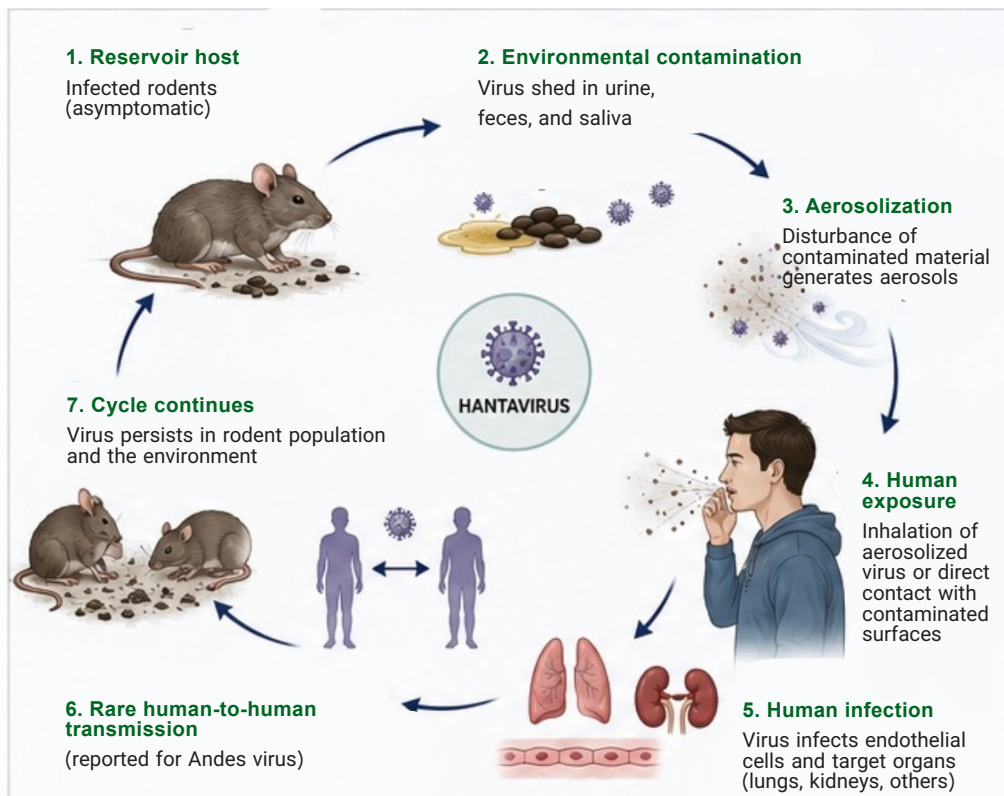 1. Reservoir host
Infected rodents
(asymptomatic)
2. Environmental contamination
Virus shed in urine,
feces, and saliva
3. Aerosolization
Disturbance of
contaminated material
generates aerosols
HANTAVIRUS
4. Human
exposure
Inhalation of
aerosolized
virus or direct
contact with
contaminated
surfaces
5. Human infection
Virus infects endothelial
cells and target organs
(lungs, kidneys, others)
6. Rare human-to-human
transmission
(reported for Andes virus)
7. Cycle continues
Virus persists in rodent population
and the environment